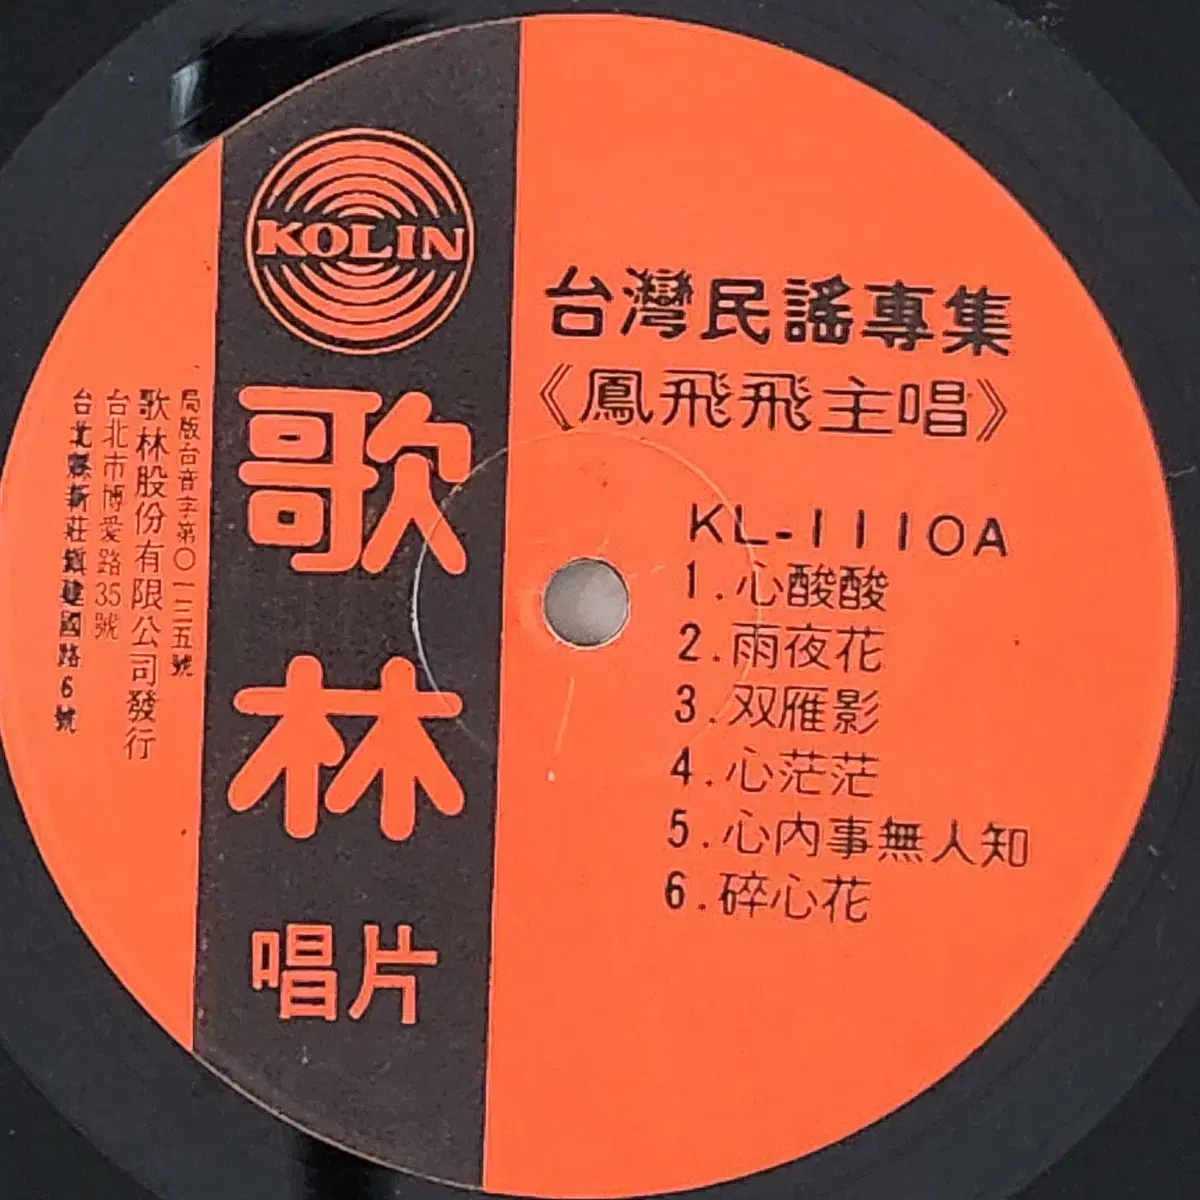 KOLIN
歌林
唱片
台灣民謠專集
《鳳飛飛主唱》
KL-1110A
1.心酸酸
2.雨夜花
3.双雁影
4.心茫茫
5.心內事無人知
6.碎心花
局版台音字第〇一三五號
歌林股份有限公司發行
台北市博愛路35號
台北縣新莊鎮建國路6號